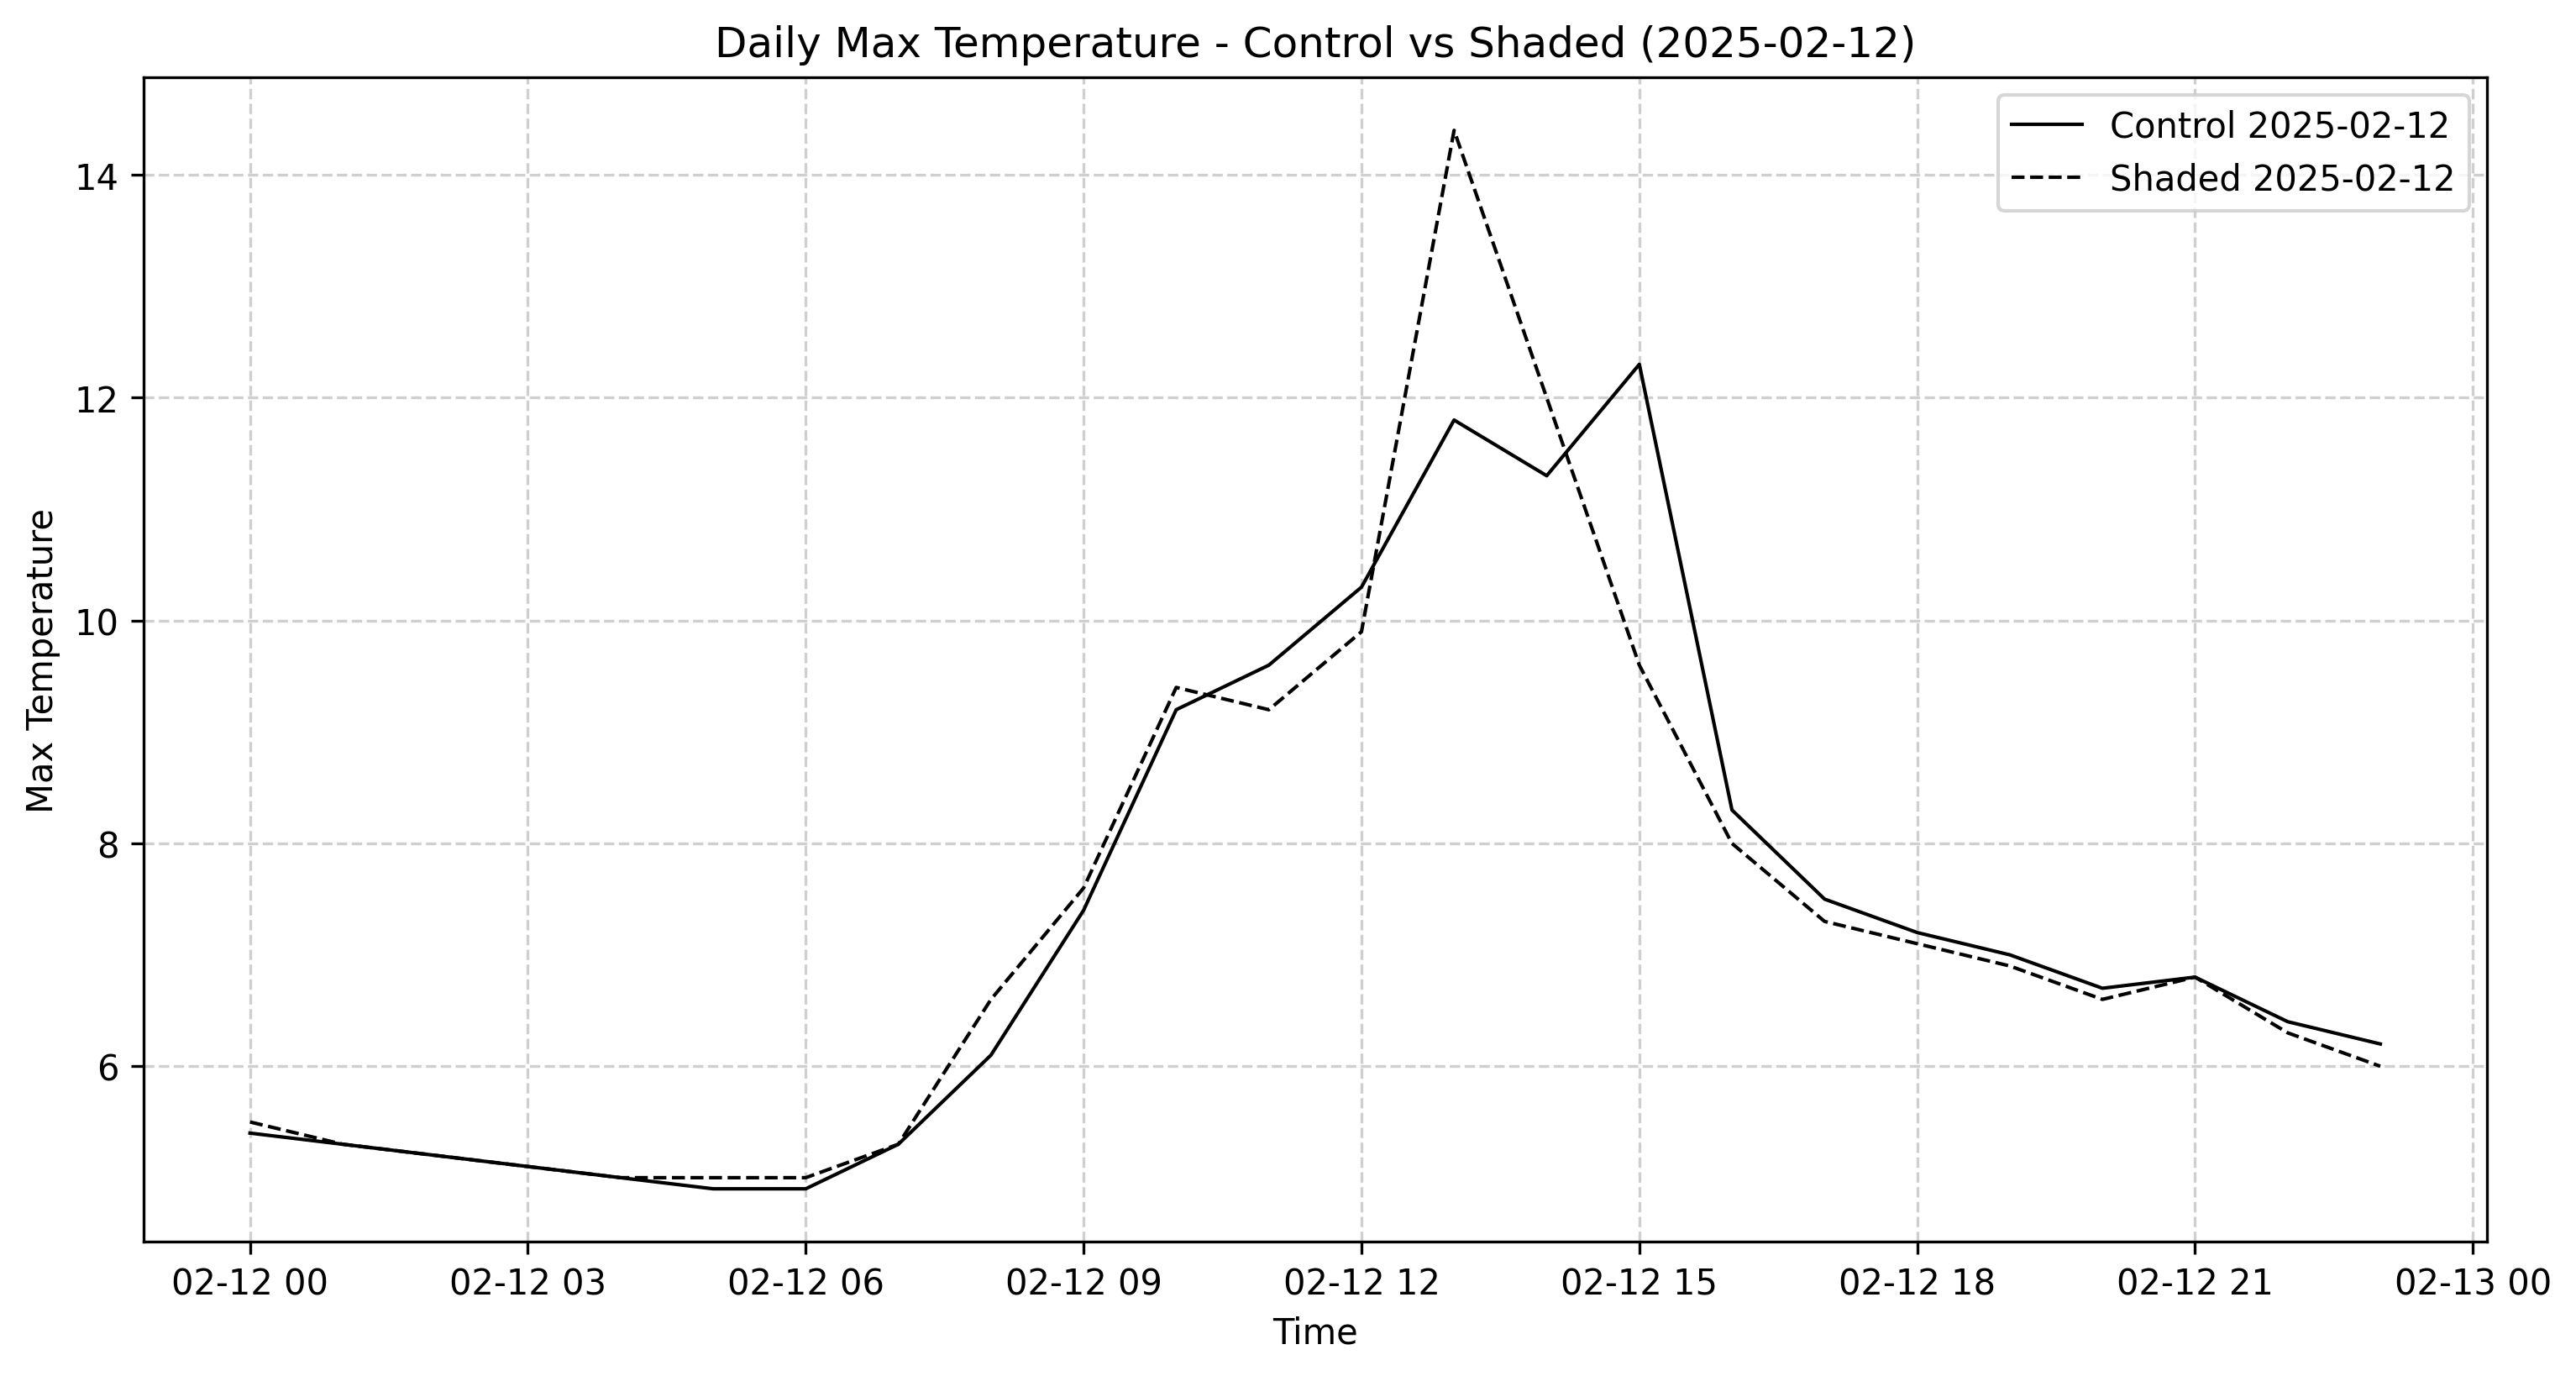 Daily Max Temperature - Control vs Shaded (2025-02-12)
Control 2025-02-12
Shaded 2025-02-12
Max Temperature
14
12
10
8
6
02-12 00 02-12 03 02-12 06 02-12 09 02-12 12 02-12 15 02-12 18 02-12 21 02-13 00
Time